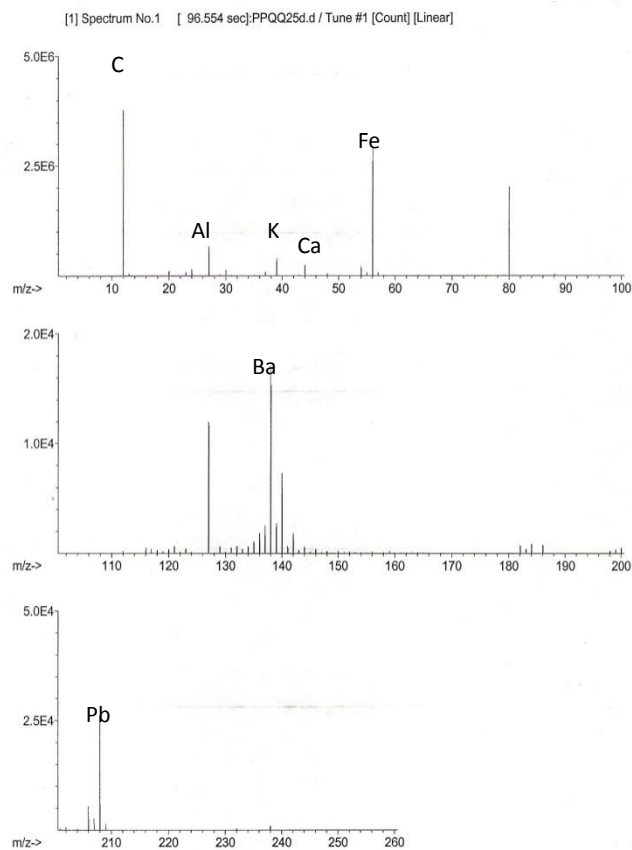 [1] Spectrum No.1 [ 96.554 sec]:PPQQ25d.d / Tune #1 [Count] [Linear]
5.0E6
C
Fe
2.5E6
Al
K
Ca
m/z->
10 20 30 40 50 60 70 80 90 100
2.0E4
Ba
1.0E4
m/z->
110 120 130 140 150 160 170 180 190 200
5.0E4
2.5E4
Pb
m/z->
210 220 230 240 250 260